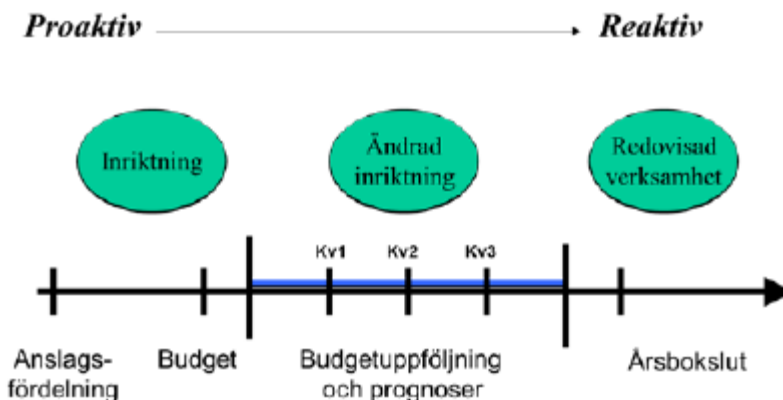 Proaktiv
Reaktiv
Inriktning
Ändrad
inriktning
Redovisad
verksamhet
Kv1
Kv2
Kv3
Anslags-
fördelning
Budget
Budgetuppföljning
och prognoser
Årsbokslut